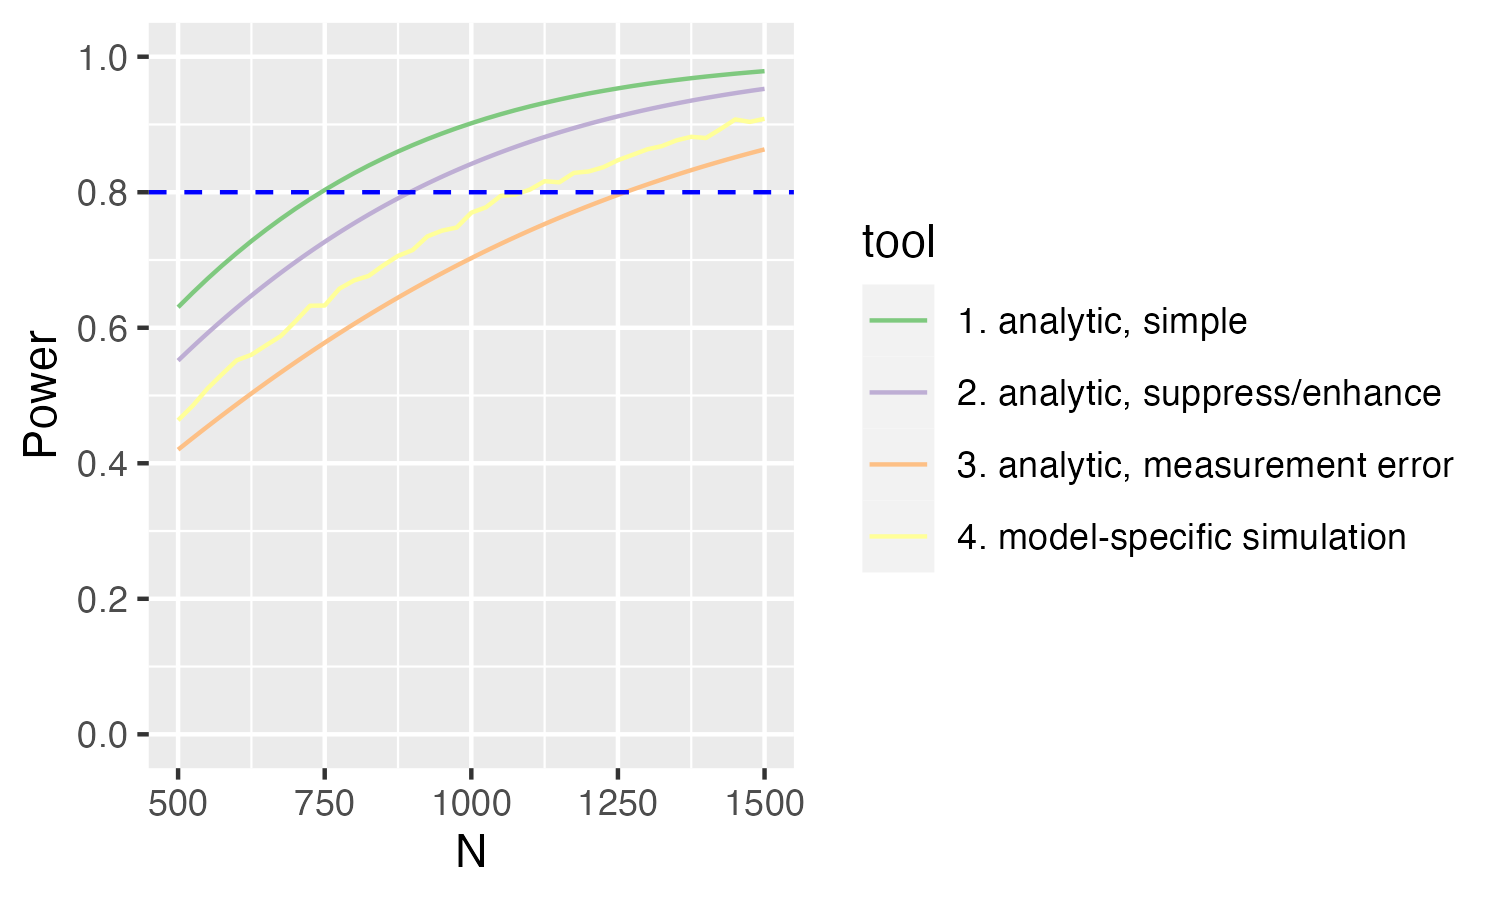 1.0
0.8
0.6
0.4
0.2
0.0
Power
500 750 1000 1250 1500
N
tool
1. analytic, simple
2. analytic, suppress/enhance
3. analytic, measurement error
4. model-specific simulation